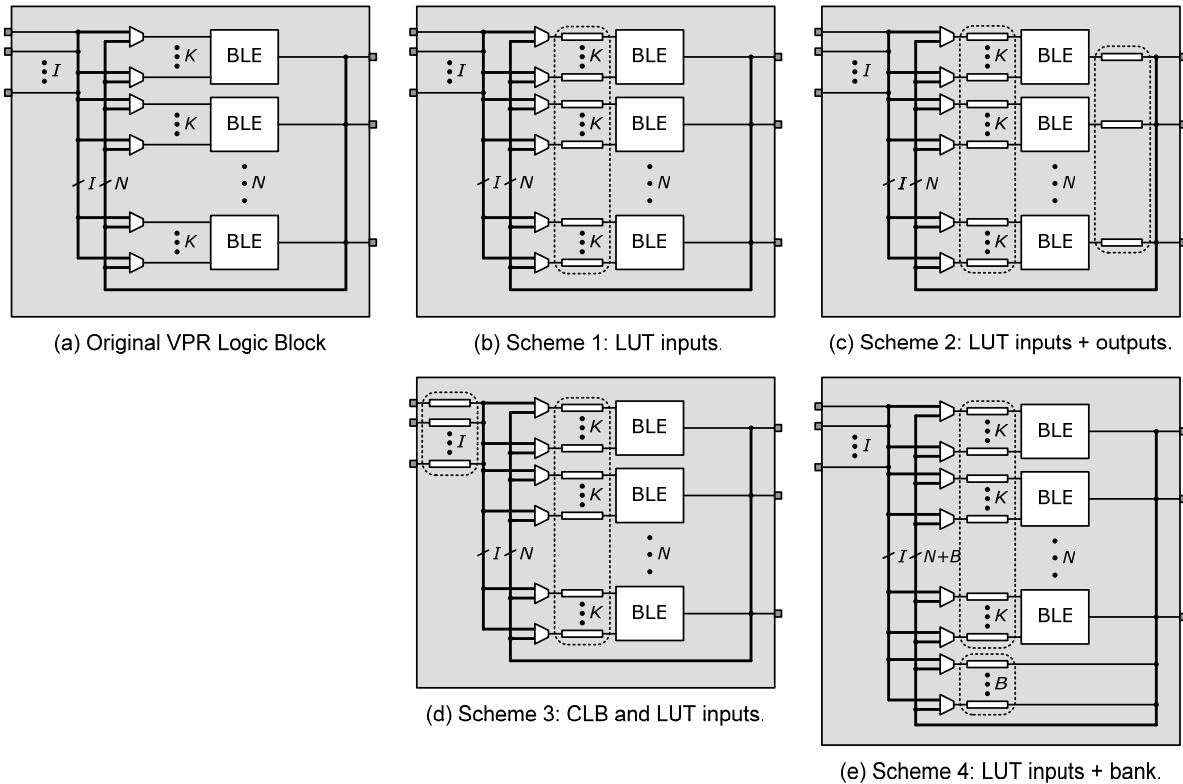 I
K
BLE
K
BLE
I N
N
K
BLE
(a) Original VPR Logic Block
I
K
BLE
K
BLE
I N
N
K
BLE
(b) Scheme 1: LUT inputs.
I
K
BLE
K
BLE
I N
N
K
BLE
(c) Scheme 2: LUT inputs + outputs.
I
K
BLE
K
BLE
I N
N
K
BLE
(d) Scheme 3: CLB and LUT inputs.
I
K
BLE
K
BLE
I N+B
N
K
BLE
B
(e) Scheme 4: LUT inputs + bank.